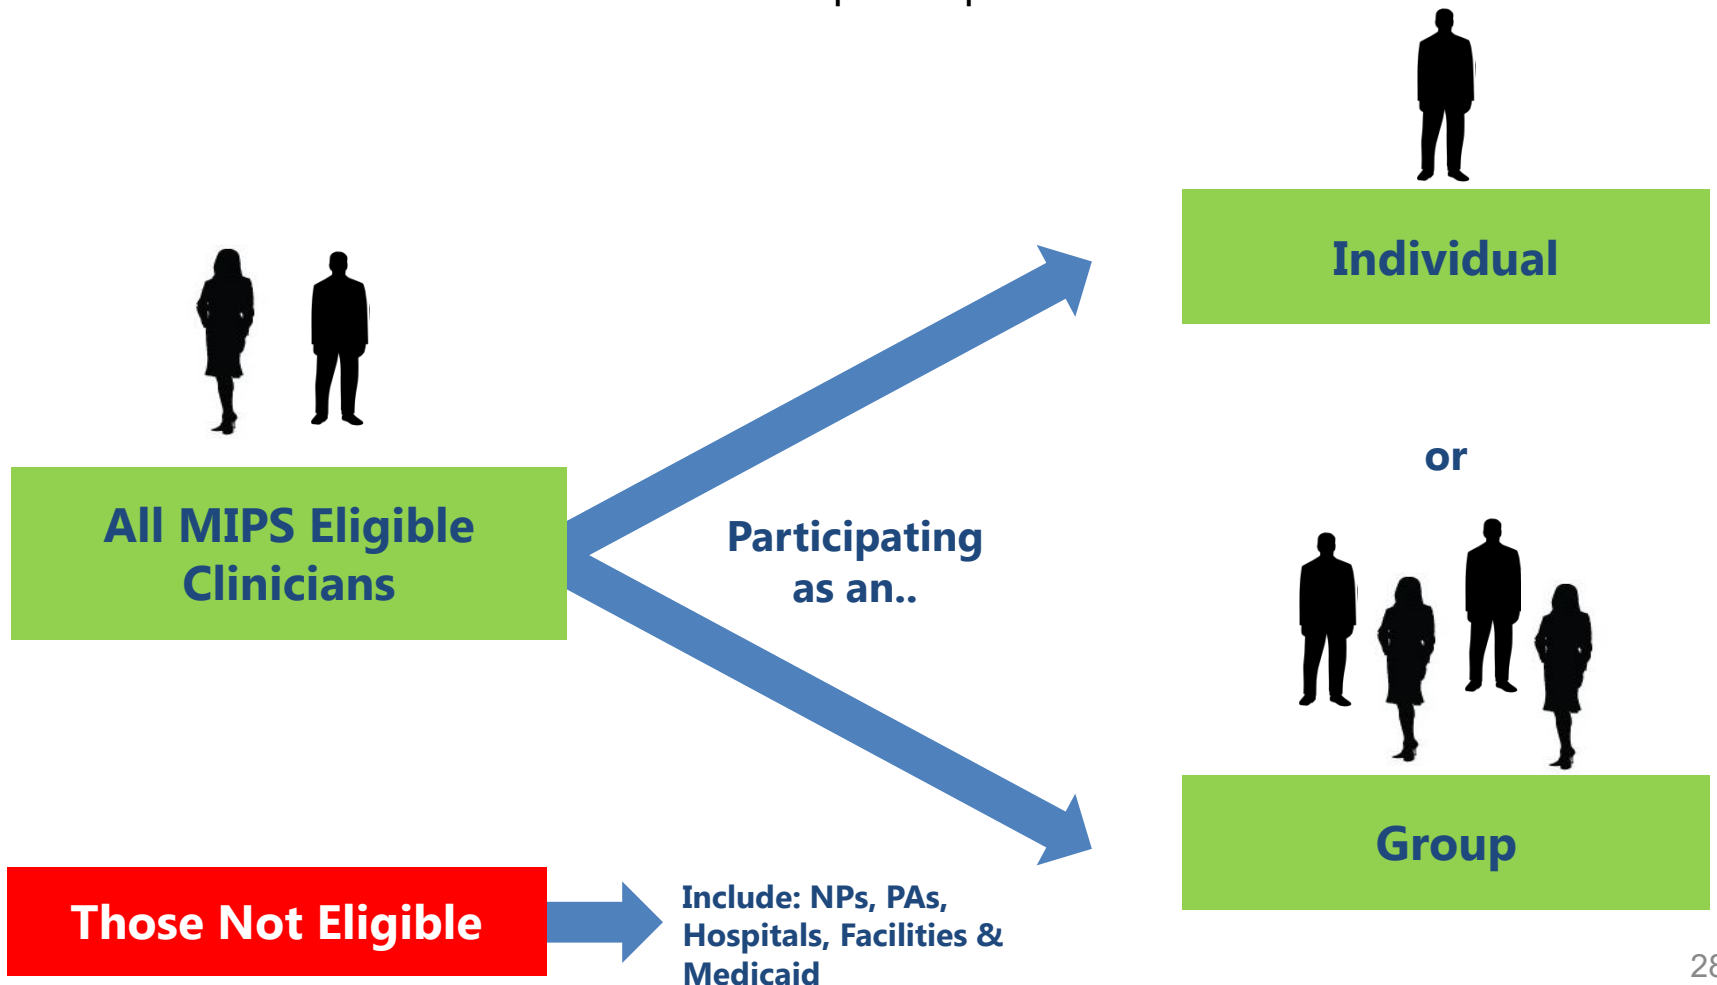 Individual
or
All MIPS Eligible
Clinicians
Participating
as an..
Group
Those Not Eligible
Include: NPs, PAs,
Hospitals, Facilities &
Medicaid
28